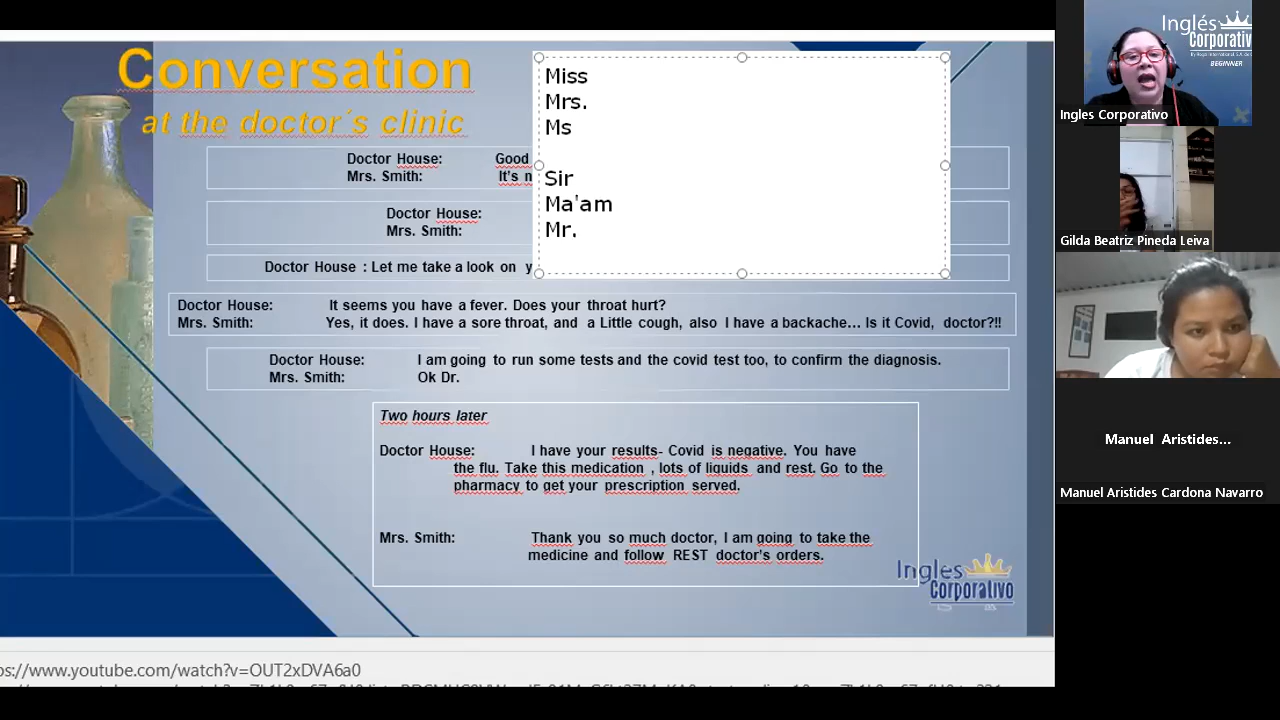 Conversation
at the doctor´s clinic
Miss
Mrs.
Ms
Sir
Ma'am
Mr.
Doctor House: Good
Mrs. Smith: It's n
Doctor House:
Mrs. Smith:
Doctor House : Let me take a look on y
Doctor House: It seems you have a fever. Does your throat hurt?
Mrs. Smith: Yes, it does. I have a sore throat, and a Little cough, also I have a backache... Is it Covid, doctor?!!
Doctor House: I am going to run some tests and the covid test too, to confirm the diagnosis.
Mrs. Smith: Ok Dr.
Two hours later
Doctor House: I have your results- Covid is negative. You have
the flu. Take this medication , lots of liquids and rest. Go to the
pharmacy to get your prescription served.
Mrs. Smith: Thank you so much doctor, I am going to take the
medicine and follow REST doctor's orders.
Ingles
Corporativo
ps://www.youtube.com/watch?v=OUT2xDVA6a0
Inglés
Corporativ
BEGINNER
Ingles Corporativo
Gilda Beatriz Pineda Leiva
Manuel Aristides...
Manuel Aristides Cardona Navarro